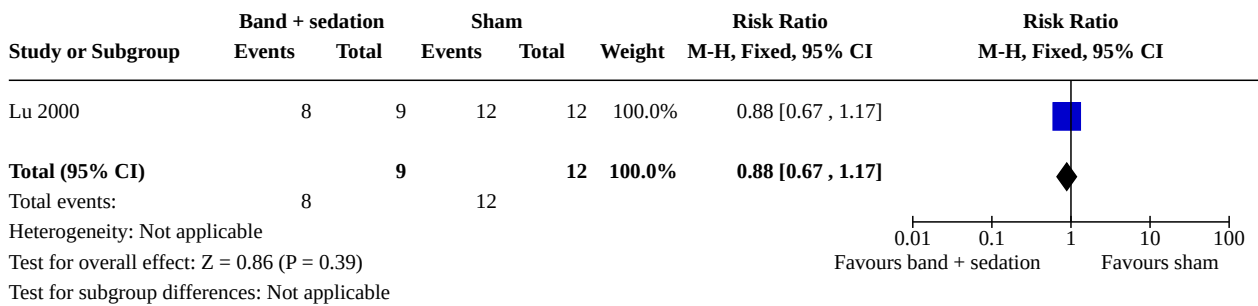 Band + sedation Sham Risk Ratio Risk Ratio
Study or Subgroup Events Total Events Total Weight M-H, Fixed, 95% CI M-H, Fixed, 95% CI
Lu 2000 8 9 12 12 100.0% 0.88 [0.67 , 1.17]
Total (95% CI) 9 12 100.0% 0.88 [0.67 , 1.17]
Total events: 8 12
Heterogeneity: Not applicable 0.01 0.1 1 10 100
Test for overall effect: Z = 0.86 (P = 0.39) Favours band + sedation Favours sham
Test for subgroup differences: Not applicable